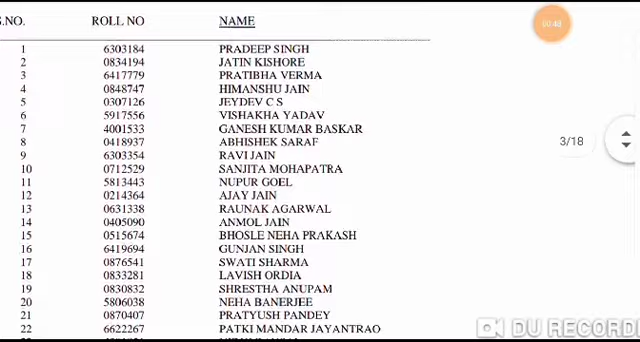 S.NO. ROLL NO NAME
1 6303184 PRADEEP SINGH
2 0834194 JATIN KISHORE
3 6417779 PRATIBHA VERMA
4 0848747 HIMANSHU JAIN
5 0307126 JEYDEV C S
6 5917556 VISHAKHA YADAV
7 4001533 GANESH KUMAR BASKAR
8 0418937 ABHISHEK SARAF
9 6303354 RAVI JAIN
10 0712529 SANJITA MOHAPATRA
11 5813443 NUPUR GOEL
12 0214364 AJAY JAIN
13 0631338 RAUNAK AGARWAL
14 0405090 ANMOL JAIN
15 0515674 BHOSLE NEHA PRAKASH
16 6419694 GUNJAN SINGH
17 0876541 SWATI SHARMA
18 0833281 LAVISH ORDIA
19 0830832 SHRESTHA ANUPAM
20 5806038 NEHA BANERJEE
21 0870407 PRATYUSH PANDEY
22 6622267 PATKI MANDAR JAYANTRAO
00:48
3/18
DU RECORD